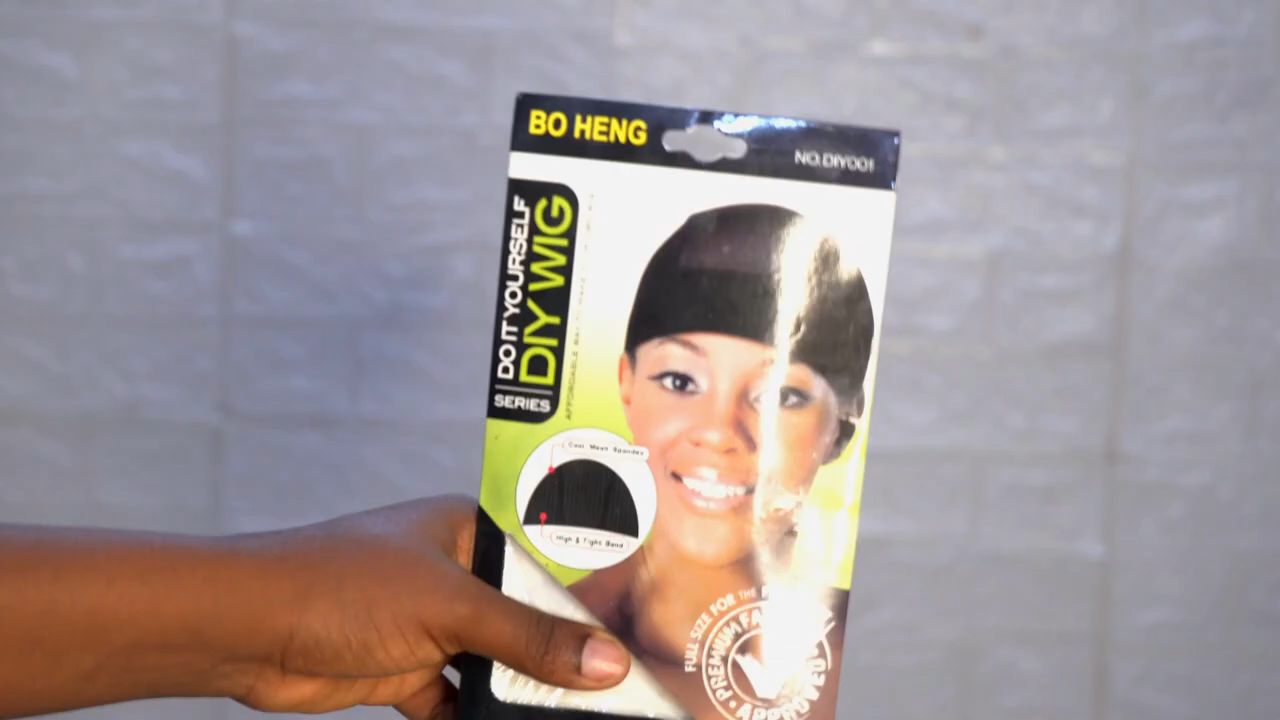 BO HENG
NO.DIY001
DO IT YOURSELF
DIY WIG
SERIES
AFFORDABLE
Cool Mesh Spandex
High & Tight Band
FULL SIZE FOR THE
PREMIUM
APPROVED